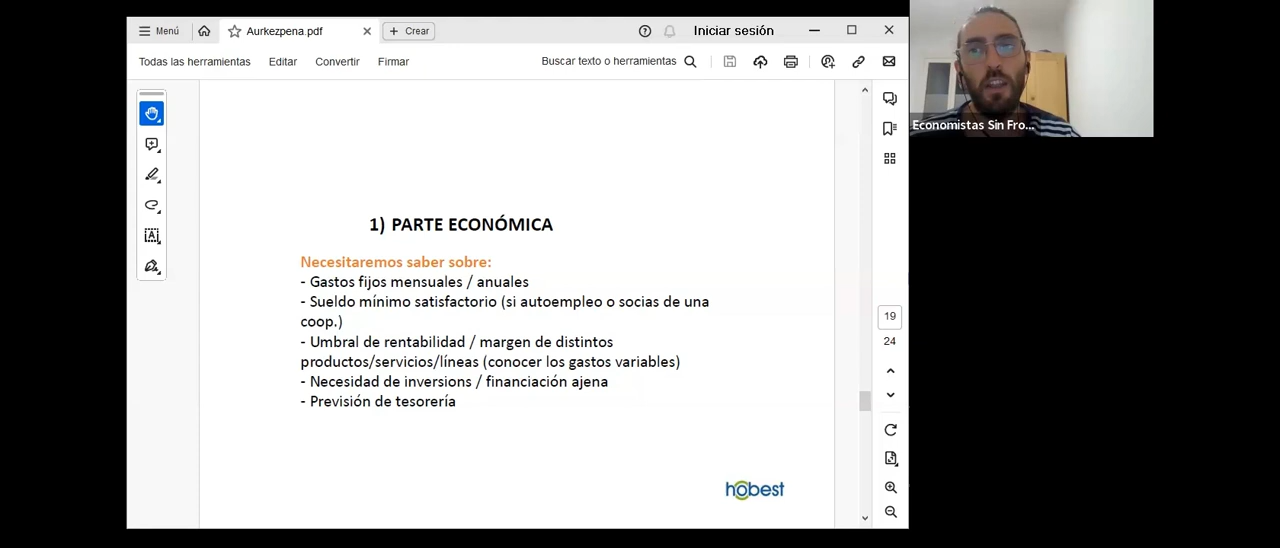 Menú
Aurkezpena.pdf
Crear
Iniciar sesión
Todas las herramientas
Editar
Convertir
Firmar
Buscar texto o herramientas
Economistas Sin Fro...
1) PARTE ECONÓMICA
Necesitaremos saber sobre:
- Gastos fijos mensuales / anuales
- Sueldo mínimo satisfactorio (si autoempleo o socias de una
coop.)
- Umbral de rentabilidad / margen de distintos
productos/servicios/líneas (conocer los gastos variables)
- Necesidad de inversions / financiación ajena
- Previsión de tesorería
19
24
hobest